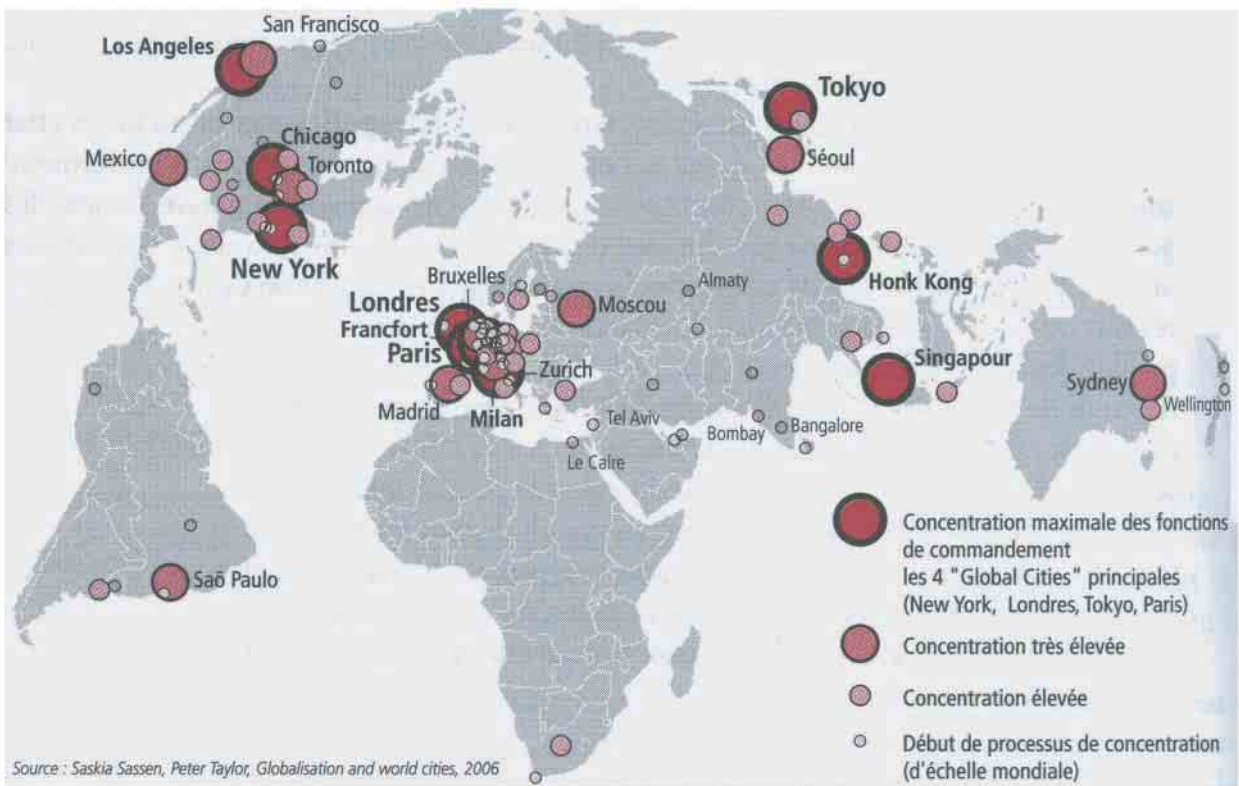 San Francisco
Los Angeles
Tokyo
Chicago
Mexico
Toronto
Séoul
New York
Bruxelles
Almaty
Londres
Moscou
Honk Kong
Francfort
Paris
Singapour
Zurich
Sydney
Madrid
Milan
Tel Aviv
Wellington
Bombay
Bangalore
Le Caire
Saõ Paulo
Concentration maximale des fonctions
de commandement
les 4 "Global Cities" principales
(New York, Londres, Tokyo, Paris)
Concentration très élevée
Concentration élevée
Début de processus de concentration
(d'échelle mondiale)
Source : Saskia Sassen, Peter Taylor, Globalisation and world cities, 2006